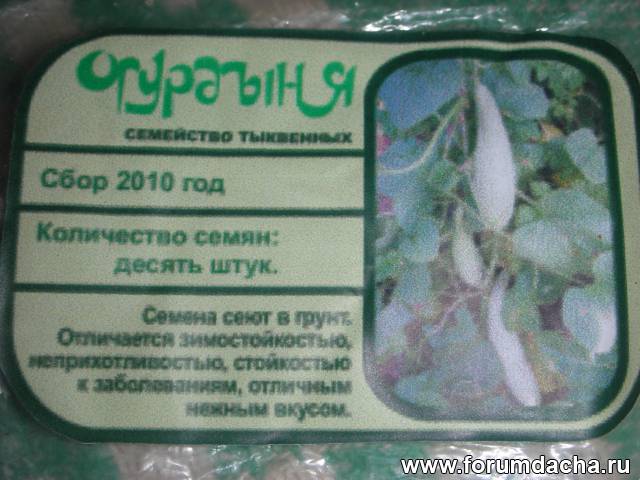 Огурдыня
СЕМЕЙСТВО ТЫКВЕННЫХ
Сбор 2010 год
Количество семян:
десять штук.
Семена сеют в грунт.
Отличается зимостойкостью,
неприхотливостью, стойкостью
к заболеваниям, отличным
нежным вкусом.
www.forumdacha.ru